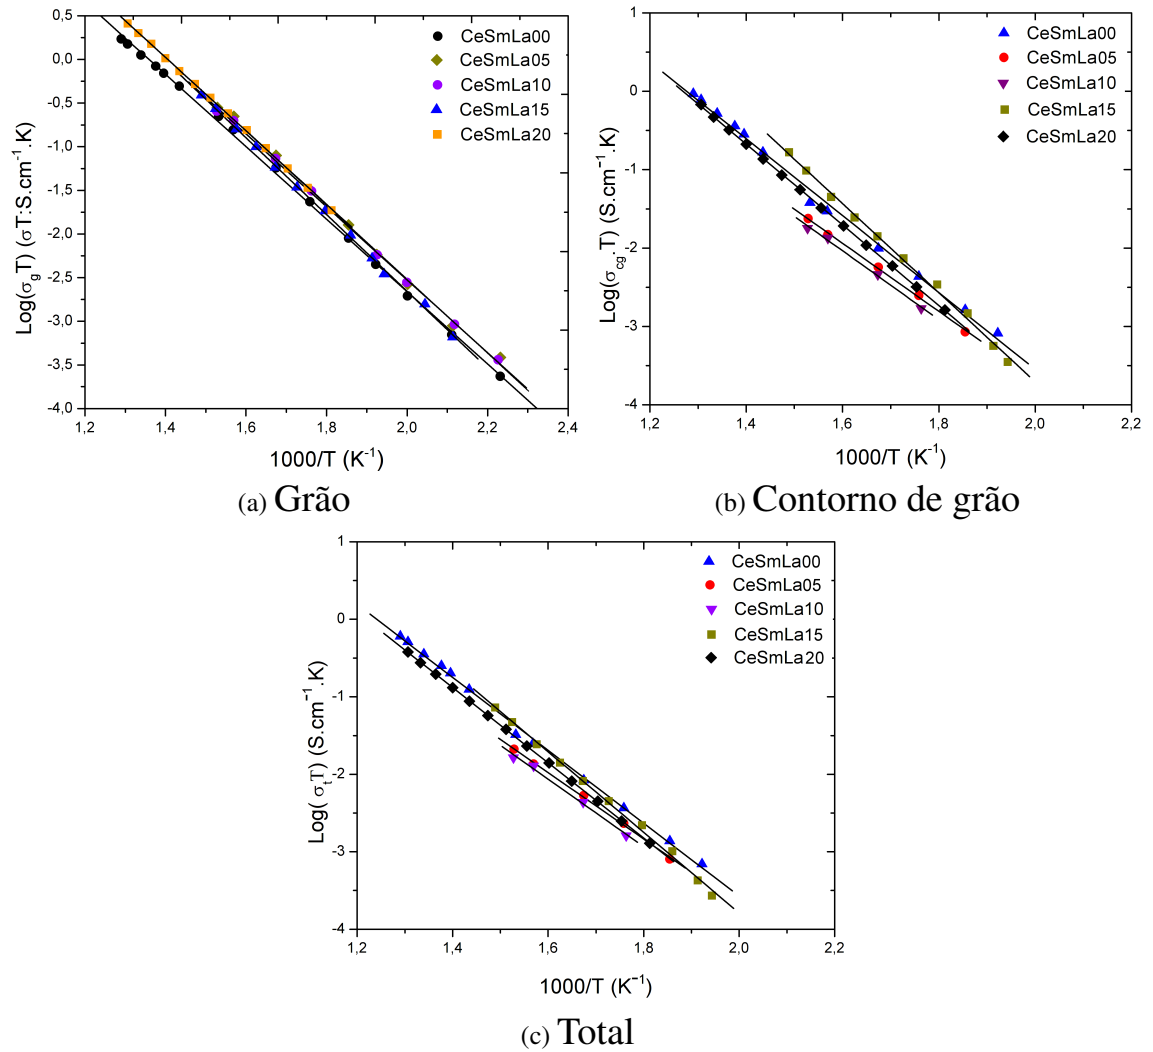 0,5
0,0
-0,5
-1,0
-1,5
-2,0
-2,5
-3,0
-3,5
-4,0
Log(σgT) (σT:S.cm⁻¹.K)
CeSmLa00
CeSmLa05
CeSmLa10
CeSmLa15
CeSmLa20
1,2 1,4 1,6 1,8 2,0 2,2 2,4
1000/T (K⁻¹)
(a) Grão
1
0
-1
-2
-3
-4
Log(σcg.T) (S.cm⁻¹.K)
CeSmLa00
CeSmLa05
CeSmLa10
CeSmLa15
CeSmLa20
1,2 1,4 1,6 1,8 2,0 2,2
1000/T (K⁻¹)
(b) Contorno de grão
1
0
-1
-2
-3
-4
Log( σtT) (S.cm⁻¹.K)
CeSmLa00
CeSmLa05
CeSmLa10
CeSmLa15
CeSmLa20
1,2 1,4 1,6 1,8 2,0 2,2
1000/T (K⁻¹)
(c) Total